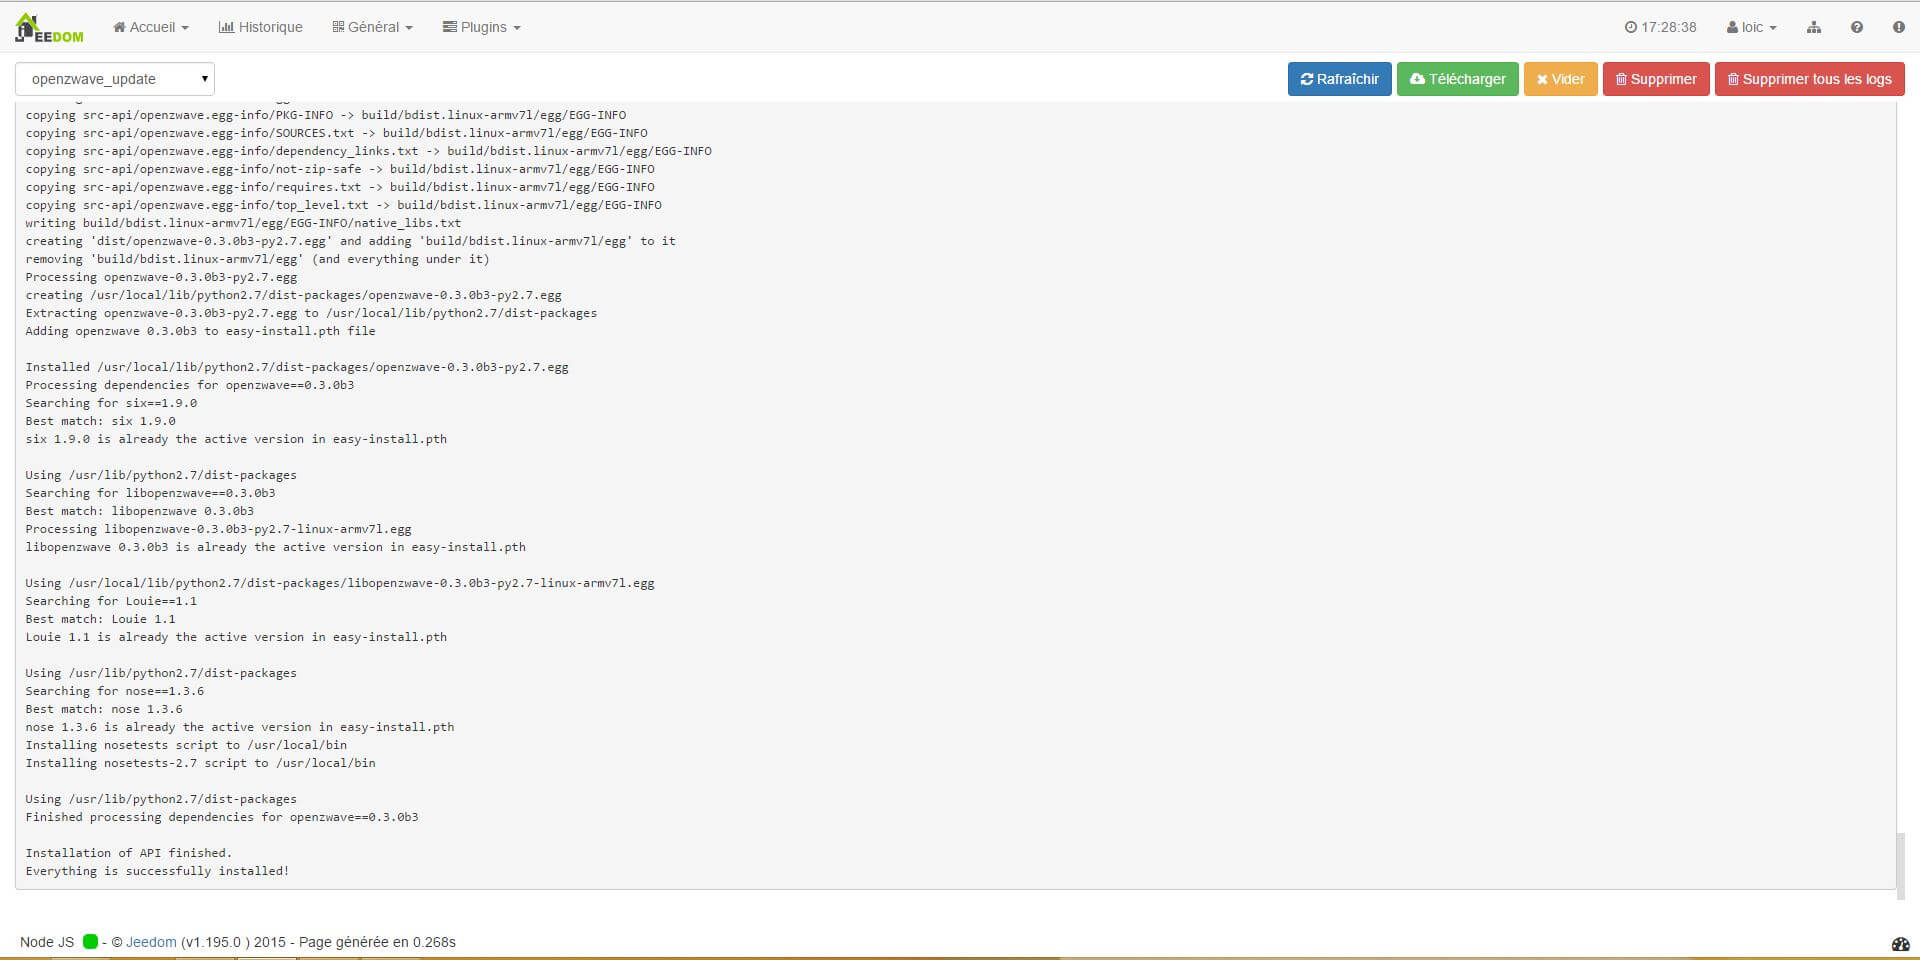 JEEDOM Accueil Historique Général Plugins 17:28:38 loic
openzwave_update Rafraîchir Télécharger Vider Supprimer Supprimer tous les logs
copying src-api/openzwave.egg-info/PKG-INFO -> build/bdist.linux-armv7l/egg/EGG-INFO
copying src-api/openzwave.egg-info/SOURCES.txt -> build/bdist.linux-armv7l/egg/EGG-INFO
copying src-api/openzwave.egg-info/dependency_links.txt -> build/bdist.linux-armv7l/egg/EGG-INFO
copying src-api/openzwave.egg-info/not-zip-safe -> build/bdist.linux-armv7l/egg/EGG-INFO
copying src-api/openzwave.egg-info/requires.txt -> build/bdist.linux-armv7l/egg/EGG-INFO
copying src-api/openzwave.egg-info/top_level.txt -> build/bdist.linux-armv7l/egg/EGG-INFO
writing build/bdist.linux-armv7l/egg/EGG-INFO/native_libs.txt
creating 'dist/openzwave-0.3.0b3-py2.7.egg' and adding 'build/bdist.linux-armv7l/egg' to it
removing 'build/bdist.linux-armv7l/egg' (and everything under it)
Processing openzwave-0.3.0b3-py2.7.egg
creating /usr/local/lib/python2.7/dist-packages/openzwave-0.3.0b3-py2.7.egg
Extracting openzwave-0.3.0b3-py2.7.egg to /usr/local/lib/python2.7/dist-packages
Adding openzwave 0.3.0b3 to easy-install.pth file
Installed /usr/local/lib/python2.7/dist-packages/openzwave-0.3.0b3-py2.7.egg
Processing dependencies for openzwave==0.3.0b3
Searching for six==1.9.0
Best match: six 1.9.0
six 1.9.0 is already the active version in easy-install.pth
Using /usr/lib/python2.7/dist-packages
Searching for libopenzwave==0.3.0b3
Best match: libopenzwave 0.3.0b3
Processing libopenzwave-0.3.0b3-py2.7-linux-armv7l.egg
libopenzwave 0.3.0b3 is already the active version in easy-install.pth
Using /usr/local/lib/python2.7/dist-packages/libopenzwave-0.3.0b3-py2.7-linux-armv7l.egg
Searching for Louie==1.1
Best match: Louie 1.1
Louie 1.1 is already the active version in easy-install.pth
Using /usr/lib/python2.7/dist-packages
Searching for nose==1.3.6
Best match: nose 1.3.6
nose 1.3.6 is already the active version in easy-install.pth
Installing nosetests script to /usr/local/bin
Installing nosetests-2.7 script to /usr/local/bin
Using /usr/lib/python2.7/dist-packages
Finished processing dependencies for openzwave==0.3.0b3
Installation of API finished.
Everything is successfully installed!
Node JS - © Jeedom (v1.195.0 ) 2015 - Page générée en 0.268s